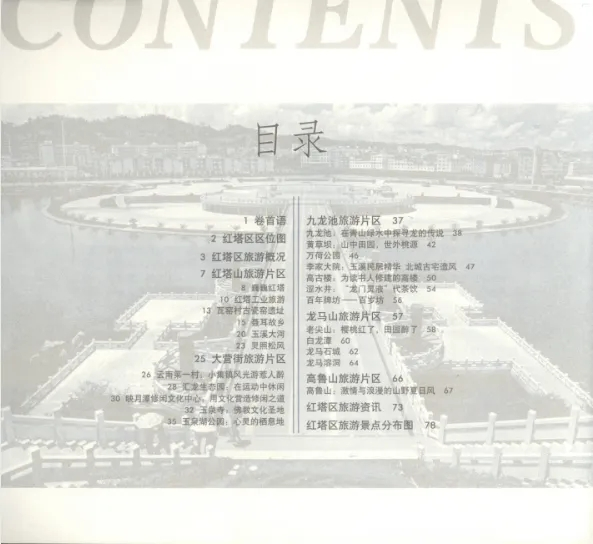 CONTENTS
目录
1 卷首语
2 红塔区区位图
3 红塔区旅游概况
7 红塔山旅游片区
8 巍巍红塔
10 红塔工业旅游
13 瓦窑村古瓷窑遗址
15 聂耳故乡
20 玉溪大河
23 灵照松风
25 大营街旅游片区
26 云南第一村，小集镇风光游惹人醉
28 汇龙生态园，在运动中休闲
30 映月潭修闲文化中心，用文化营造修闲之道
32 玉泉寺，佛教文化圣地
35 玉泉湖公园：心灵的栖息地
九龙池旅游片区 37
九龙池：在青山绿水中探寻龙的传说 38
黄草坝：山中田园，世外桃源 42
万荷公园 46
李家大院：玉溪民居精华 北城古宅遗风 47
高古楼：为读书人修建的高楼 50
涩水井：“龙门灵液”代茶饮 54
百年牌坊——百岁坊 56
龙马山旅游片区 57
老尖山：樱桃红了，田园醉了 58
白龙潭 60
龙马石城 62
龙马溶洞 64
高鲁山旅游片区 66
高鲁山：激情与浪漫的山野夏日风 67
红塔区旅游资讯 73
红塔区旅游景点分布图 78